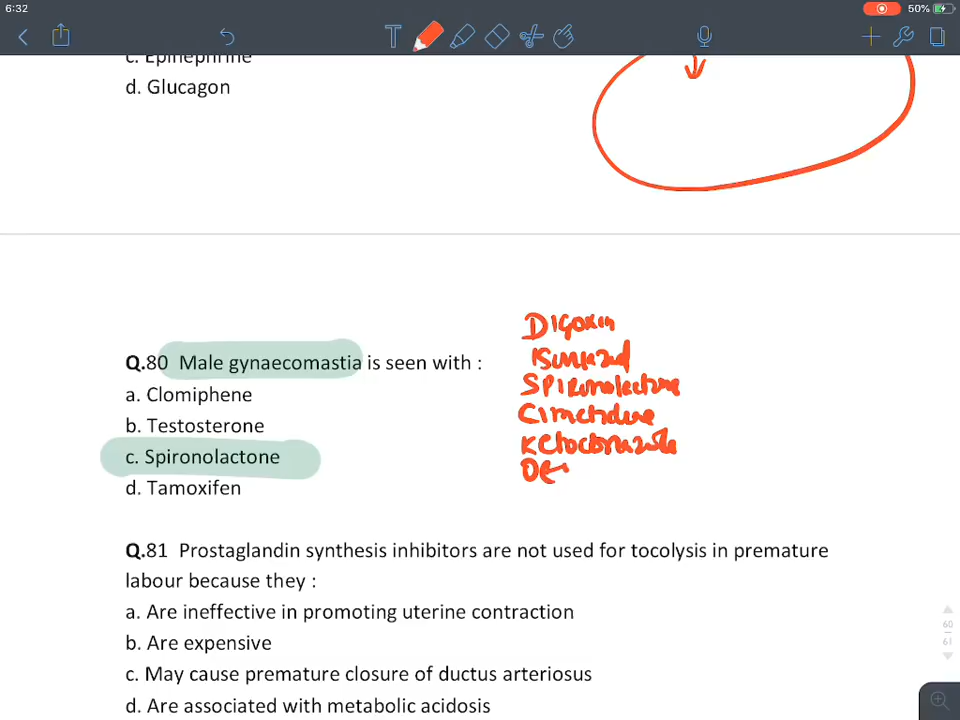 6:32
50%
T
c. Epinephrine
d. Glucagon
Q.80 Male gynaecomastia is seen with :
a. Clomiphene
b. Testosterone
c. Spironolactone
d. Tamoxifen
Digoxin
Spironolactone
Cimetidine
Ketoconazole
Oe
Q.81 Prostaglandin synthesis inhibitors are not used for tocolysis in premature
labour because they :
a. Are ineffective in promoting uterine contraction
b. Are expensive
c. May cause premature closure of ductus arteriosus
d. Are associated with metabolic acidosis
60
61